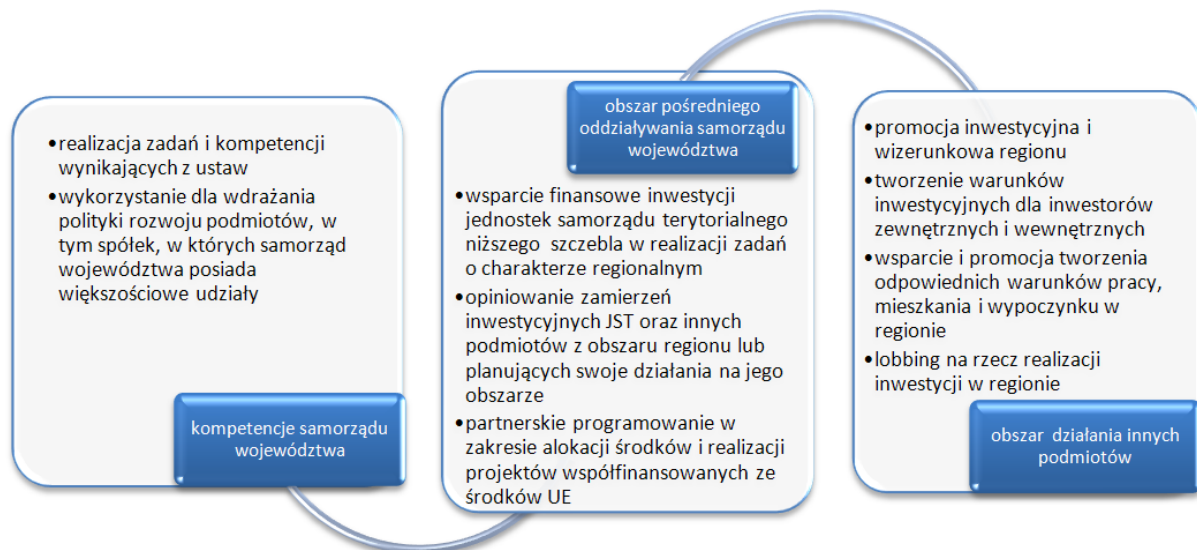 •realizacja zadań i kompetencji
wynikających z ustaw
•wykorzystanie dla wdrażania
polityki rozwoju podmiotów, w
tym spółek, w których samorząd
województwa posiada
większościowe udziały
kompetencje samorządu
województwa
obszar pośredniego
oddziaływania samorządu
województwa
•wsparcie finansowe inwestycji
jednostek samorządu terytorialnego
niższego szczebla w realizacji zadań
o charakterze regionalnym
•opiniowanie zamierzeń
inwestycyjnych JST oraz innych
podmiotów z obszaru regionu lub
planujących swoje działania na jego
obszarze
•partnerskie programowanie w
zakresie alokacji środków i realizacji
projektów współfinansowanych ze
środków UE
•promocja inwestycyjna i
wizerunkowa regionu
•tworzenie warunków
inwestycyjnych dla inwestorów
zewnętrznych i wewnętrznych
•wsparcie i promocja tworzenia
odpowiednich warunków pracy,
mieszkania i wypoczynku w
regionie
•lobbing na rzecz realizacji
inwestycji w regionie
obszar działania innych
podmiotów